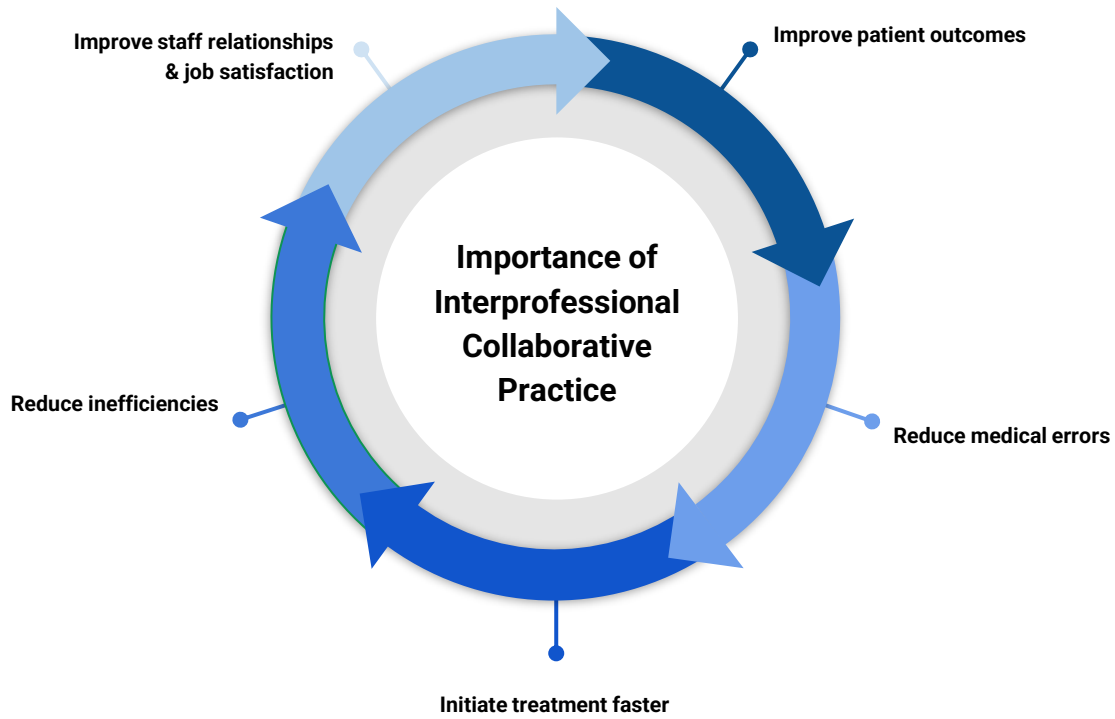 Improve staff relationships
& job satisfaction
Improve patient outcomes
Importance of
Interprofessional
Collaborative
Practice
Reduce inefficiencies
Reduce medical errors
Initiate treatment faster